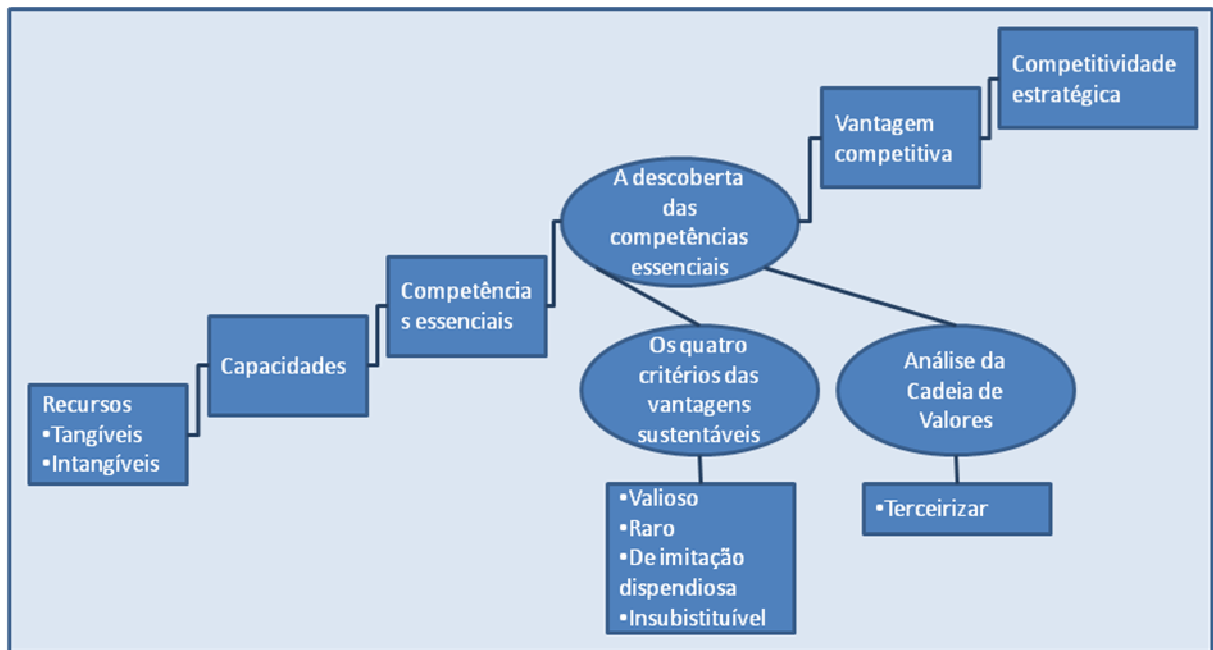 Recursos
•Tangíveis
•Intangíveis
Capacidades
Competência
s essenciais
A descoberta
das
competências
essenciais
Vantagem
competitiva
Competitividade
estratégica
Os quatro
critérios das
vantagens
sustentáveis
Análise da
Cadeia de
Valores
•Valioso
•Raro
•De imitação
dispendiosa
•Insubistituível
•Terceirizar